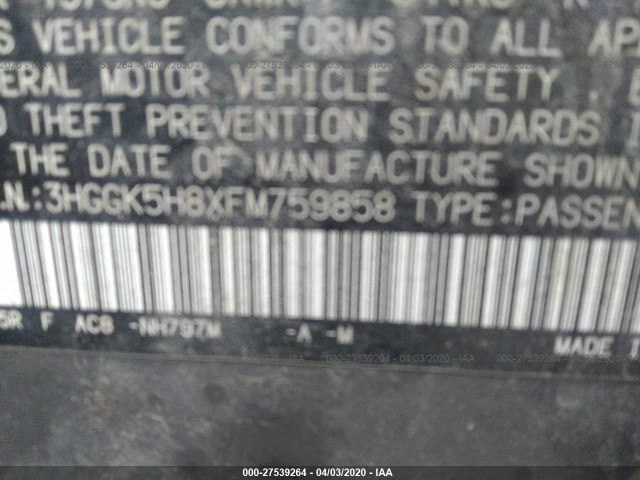 S VEHICLE CONFORMS TO ALL AP
ERAL MOTOR VEHICLE SAFETY,
THEFT PREVENTION STANDARDS
THE DATE OF MANUFACTURE SHOWN
.N.:3HGGK5H8XFM759858 TYPE:PASSEN
5R F AC8 -NH797M -A -M
MADE I
000-27539264 - 04/03/2020 - IAA